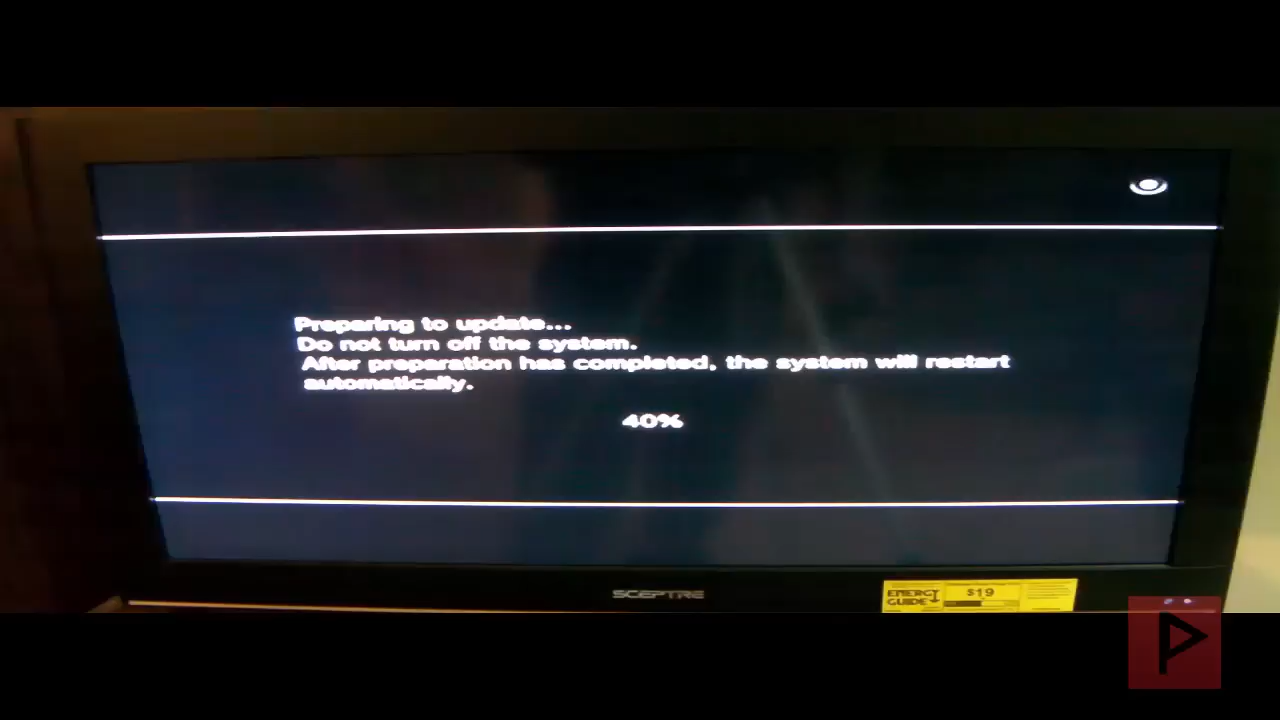 Preparing to update...
Do not turn off the system.
After preparation has completed, the system will restart
automatically.
40%
SCEPTRE
ENERGY
GUIDE
$19